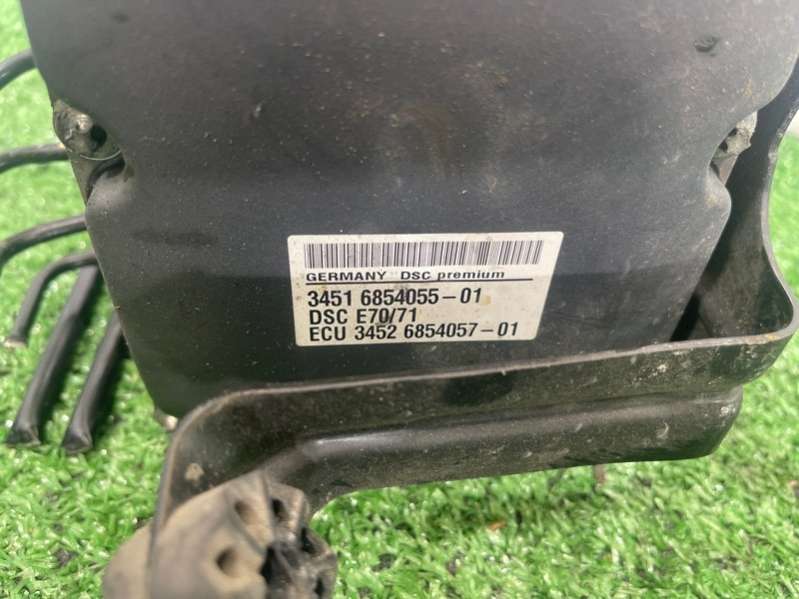 GERMANY DSC premium
3451 6854055-01
DSC E70/71
ECU 3452 6854057-01